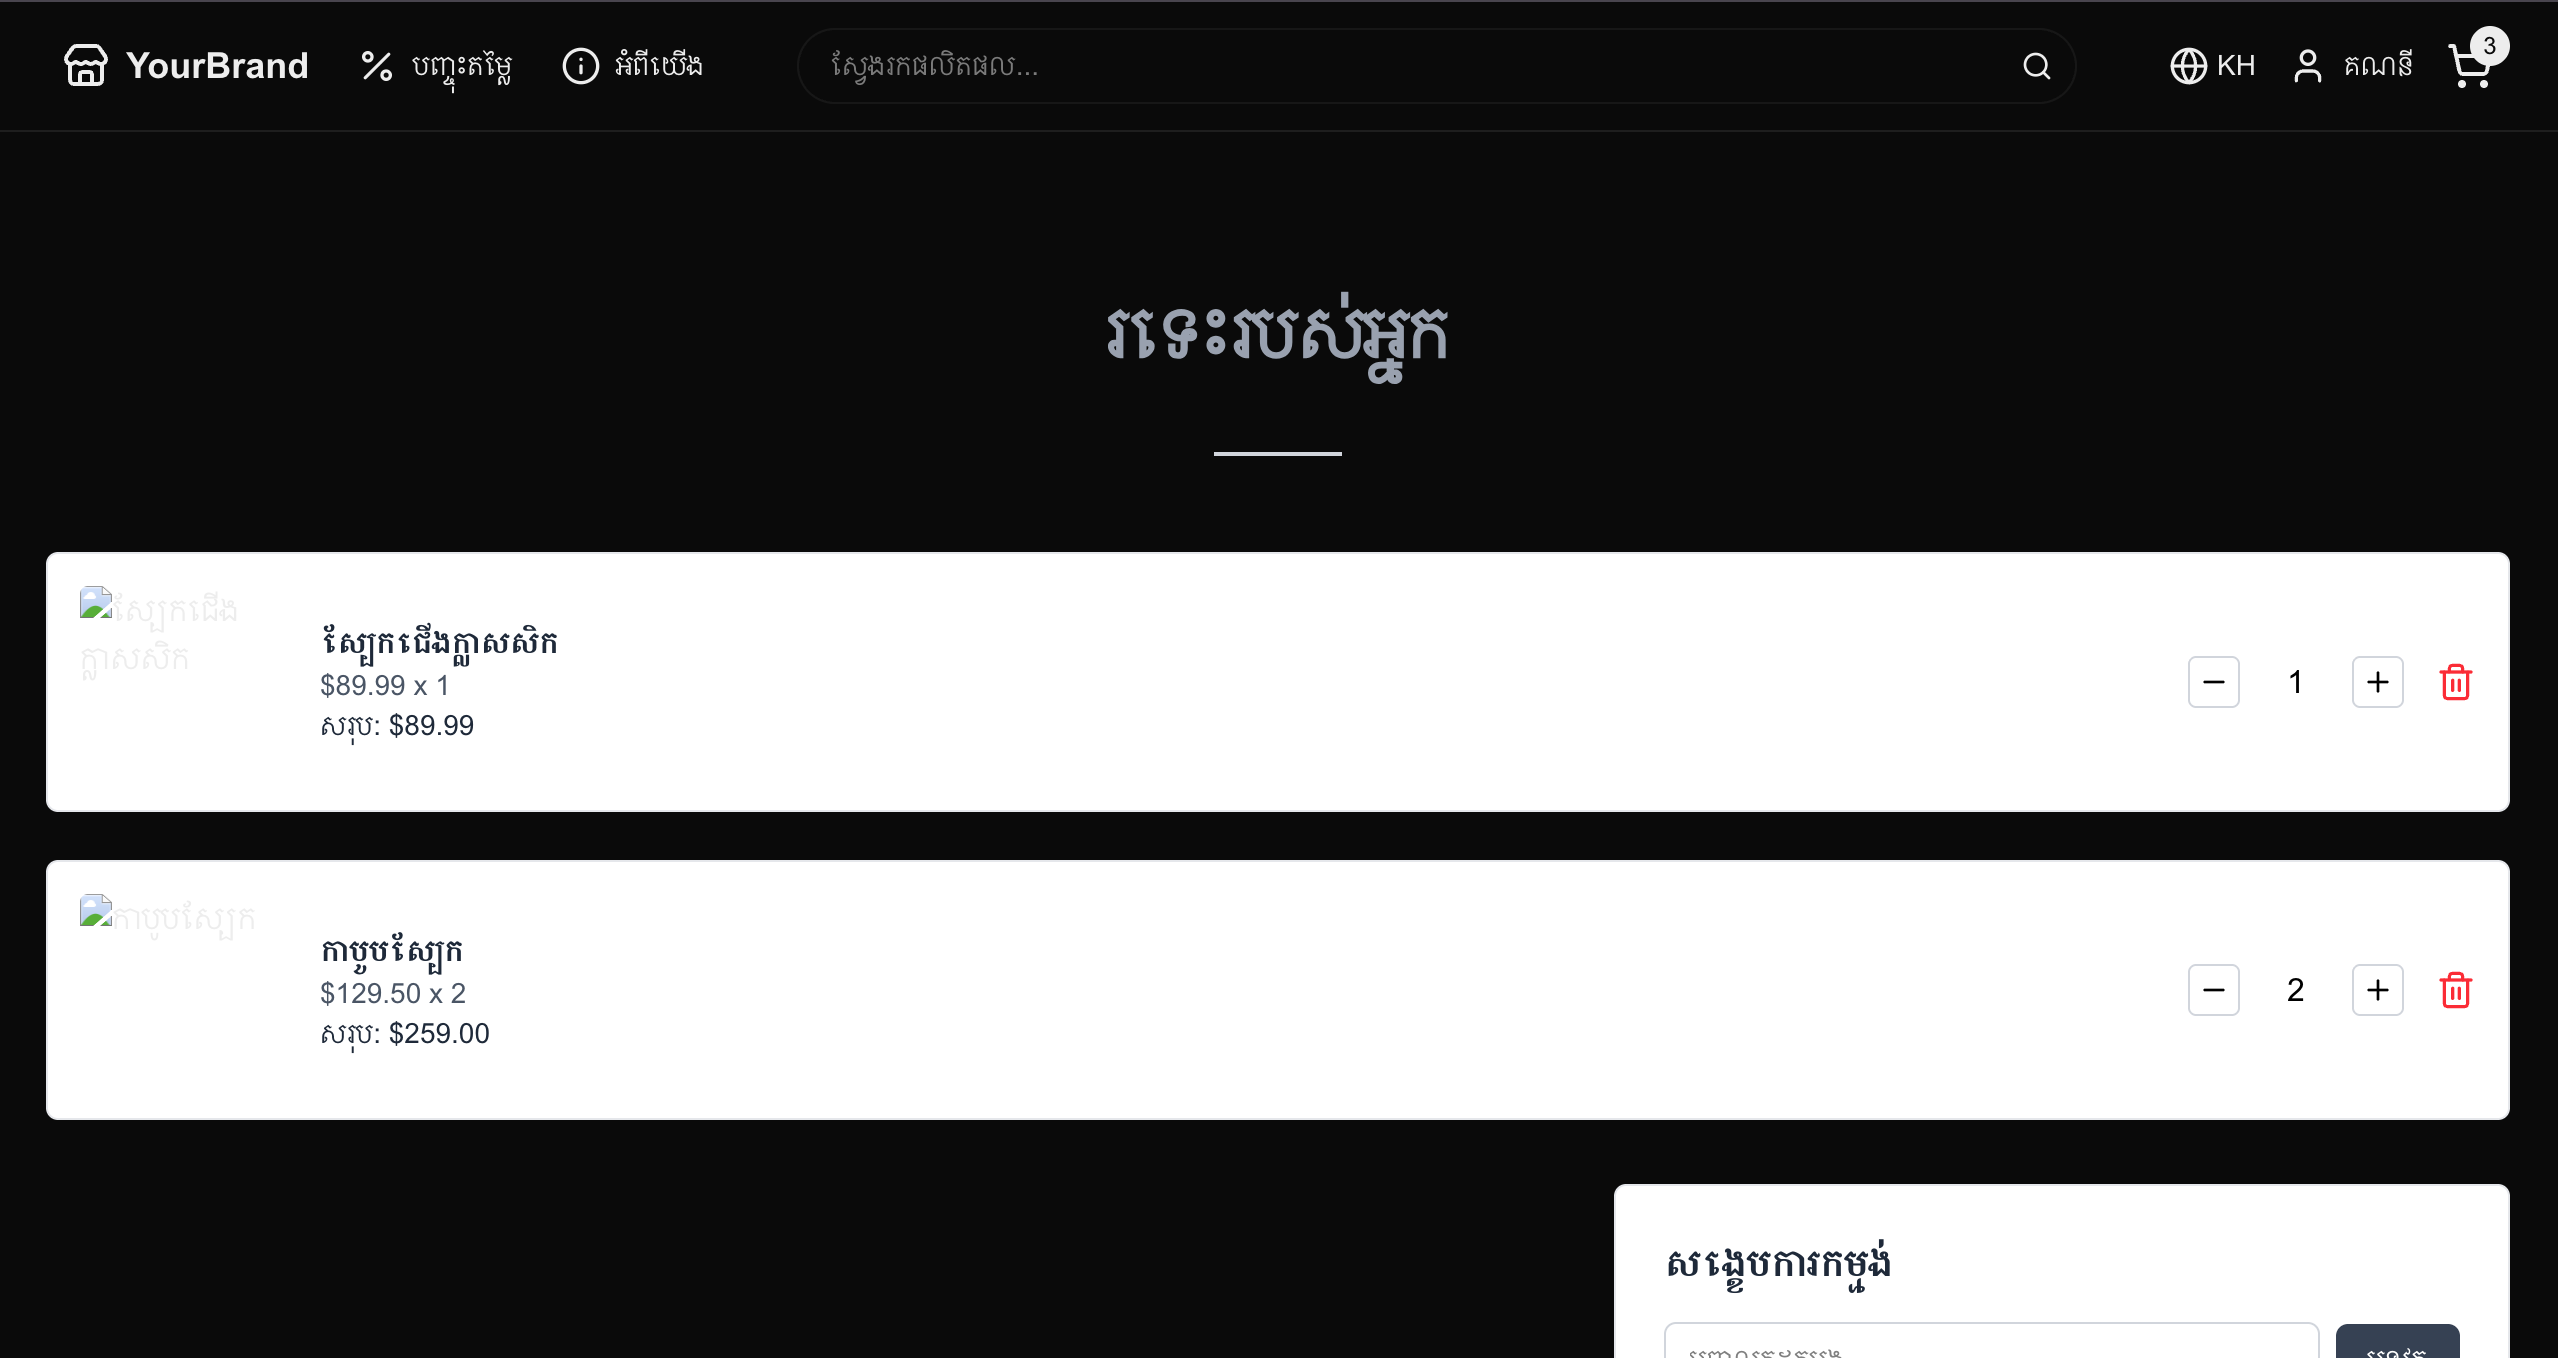 YourBrand
បញ្ចុះតម្លៃ
អំពីយើង
ស្វែងរកផលិតផល...
KH
គណនី
3
រទេះរបស់អ្នក
ស្បែកជើង
ក្លាសសិក
ស្បែកជើងក្លាសសិក
$89.99 x 1
សរុប: $89.99
1
កាបូបស្បែក
កាបូបស្បែក
$129.50 x 2
សរុប: $259.00
2
សង្ខេបការកម្មង់